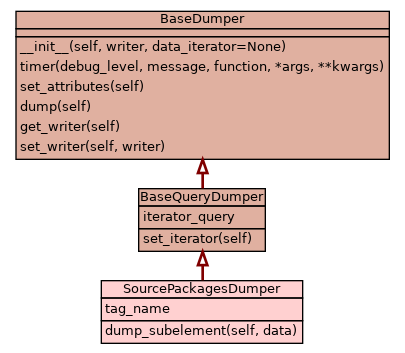 BaseDumper
__init__(self, writer, data_iterator=None)
timer(debug_level, message, function, *args, **kwargs)
set_attributes(self)
dump(self)
get_writer(self)
set_writer(self, writer)
BaseQueryDumper
iterator_query
set_iterator(self)
SourcePackagesDumper
tag_name
dump_subelement(self, data)